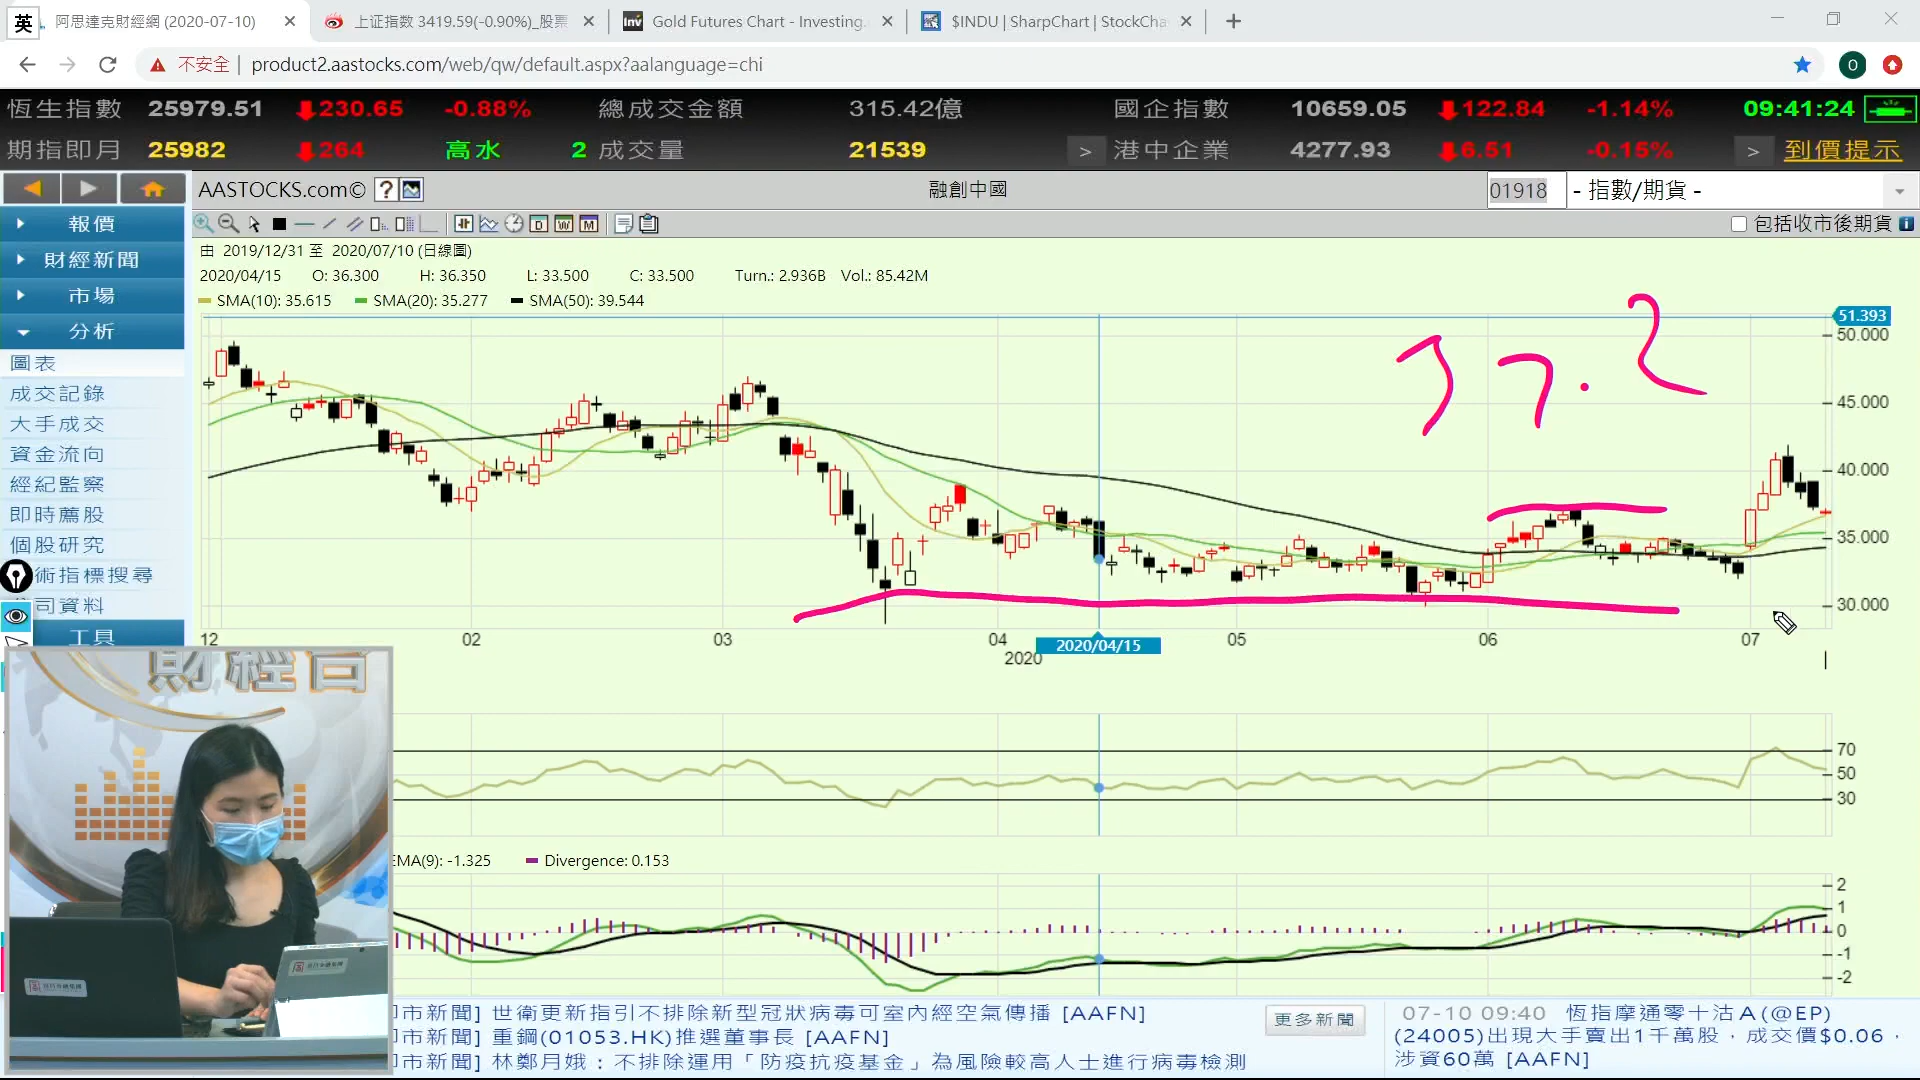 英 阿思達克財經網 (2020-07-10) 上证指数 3419.59(-0.90%)_股票 Gold Futures Chart - Investing. $INDU | SharpChart | StockCha
不安全 product2.aastocks.com/web/qw/default.aspx?aalanguage=chi O
恆生指數 25979.51 230.65 -0.88% 總成交金額 315.42億 國企指數 10659.05 122.84 -1.14% 09:41:24
期指即月 25982 264 高水 2 成交量 21539 > 港中企業 4277.93 6.51 -0.15% > 到價提示
AASTOCKS.com© ? 融創中國 01918 - 指數/期貨 -
包括收市後期貨
由 2019/12/31 至 2020/07/10 (日線圖)
2020/04/15 O: 36.300 H: 36.350 L: 33.500 C: 33.500 Turn.: 2.936B Vol.: 85.42M
SMA(10): 35.615 SMA(20): 35.277 SMA(50): 39.544
報價
財經新聞
市場
分析
圖表
成交記錄
大手成交
資金流向
經紀監察
即時薦股
個股研究
術指標搜尋
司資料
工具
37.2
51.393
50.000
45.000
40.000
35.000
30.000
12 02 03 04 05 06 07
2020/04/15
2020
70
50
30
EMA(9): -1.325 Divergence: 0.153
2
1
0
-1
-2
財經台
市新聞] 世衛更新指引不排除新型冠狀病毒可室內經空氣傳播 [AAFN]
市新聞] 重鋼(01053.HK)推選董事長 [AAFN]
市新聞] 林鄭月娥：不排除運用「防疫抗疫基金」為風險較高人士進行病毒檢測
更多新聞
07-10 09:40 恆指摩通零十沽A(@EP)
(24005)出現大手賣出1千萬股，成交價$0.06，
涉資60萬 [AAFN]